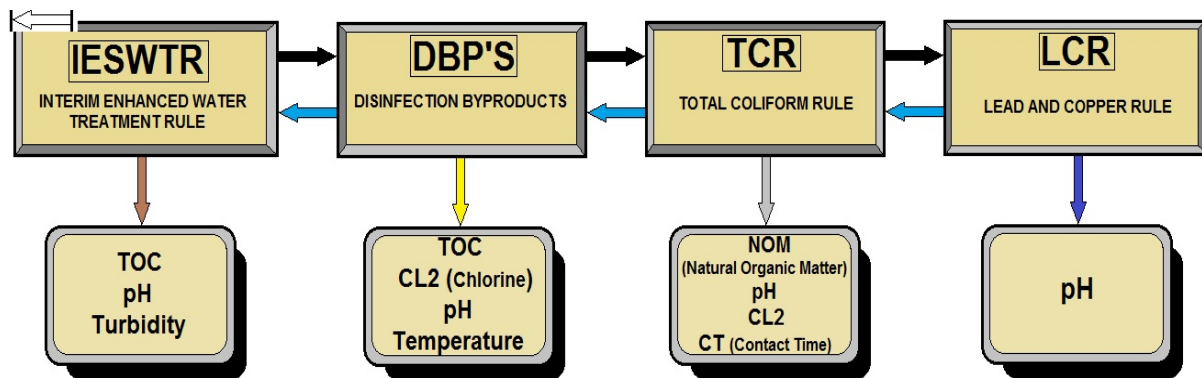 IESWTR
INTERIM ENHANCED WATER
TREATMENT RULE
DBP'S
DISINFECTION BYPRODUCTS
TCR
TOTAL COLIFORM RULE
LCR
LEAD AND COPPER RULE
TOC
pH
Turbidity
TOC
CL2 (Chlorine)
pH
Temperature
NOM
(Natural Organic Matter)
pH
CL2
CT (Contact Time)
pH